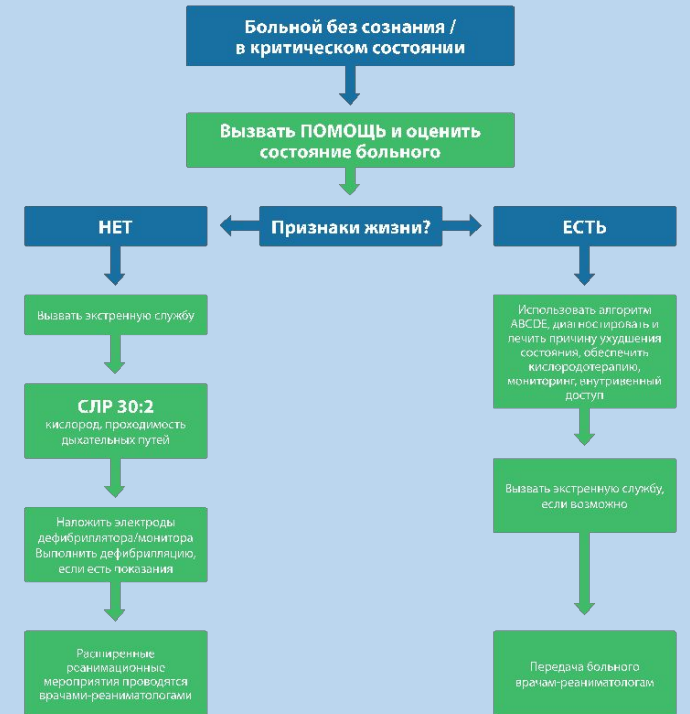 Больной без сознания /
в критическом состоянии
Вызвать ПОМОЩЬ и оценить
состояние больного
НЕТ
Признаки жизни?
ЕСТЬ
Вызвать экстренную службу
СЛР 30:2
кислород, проходимость
дыхательных путей
Наложить электроды
дефибриллятора/монитора
Выполнить дефибрилляцию,
если есть показания
Расширенные
реанимационные
мероприятия проводятся
врачами-реаниматологами
Использовать алгоритм
ABCDE, диагностировать и
лечить причину ухудшения
состояния, обеспечить
кислородотерапию,
мониторинг, внутривенный
доступ
Вызвать экстренную службу,
если возможно
Передача больного
врачам-реаниматологам